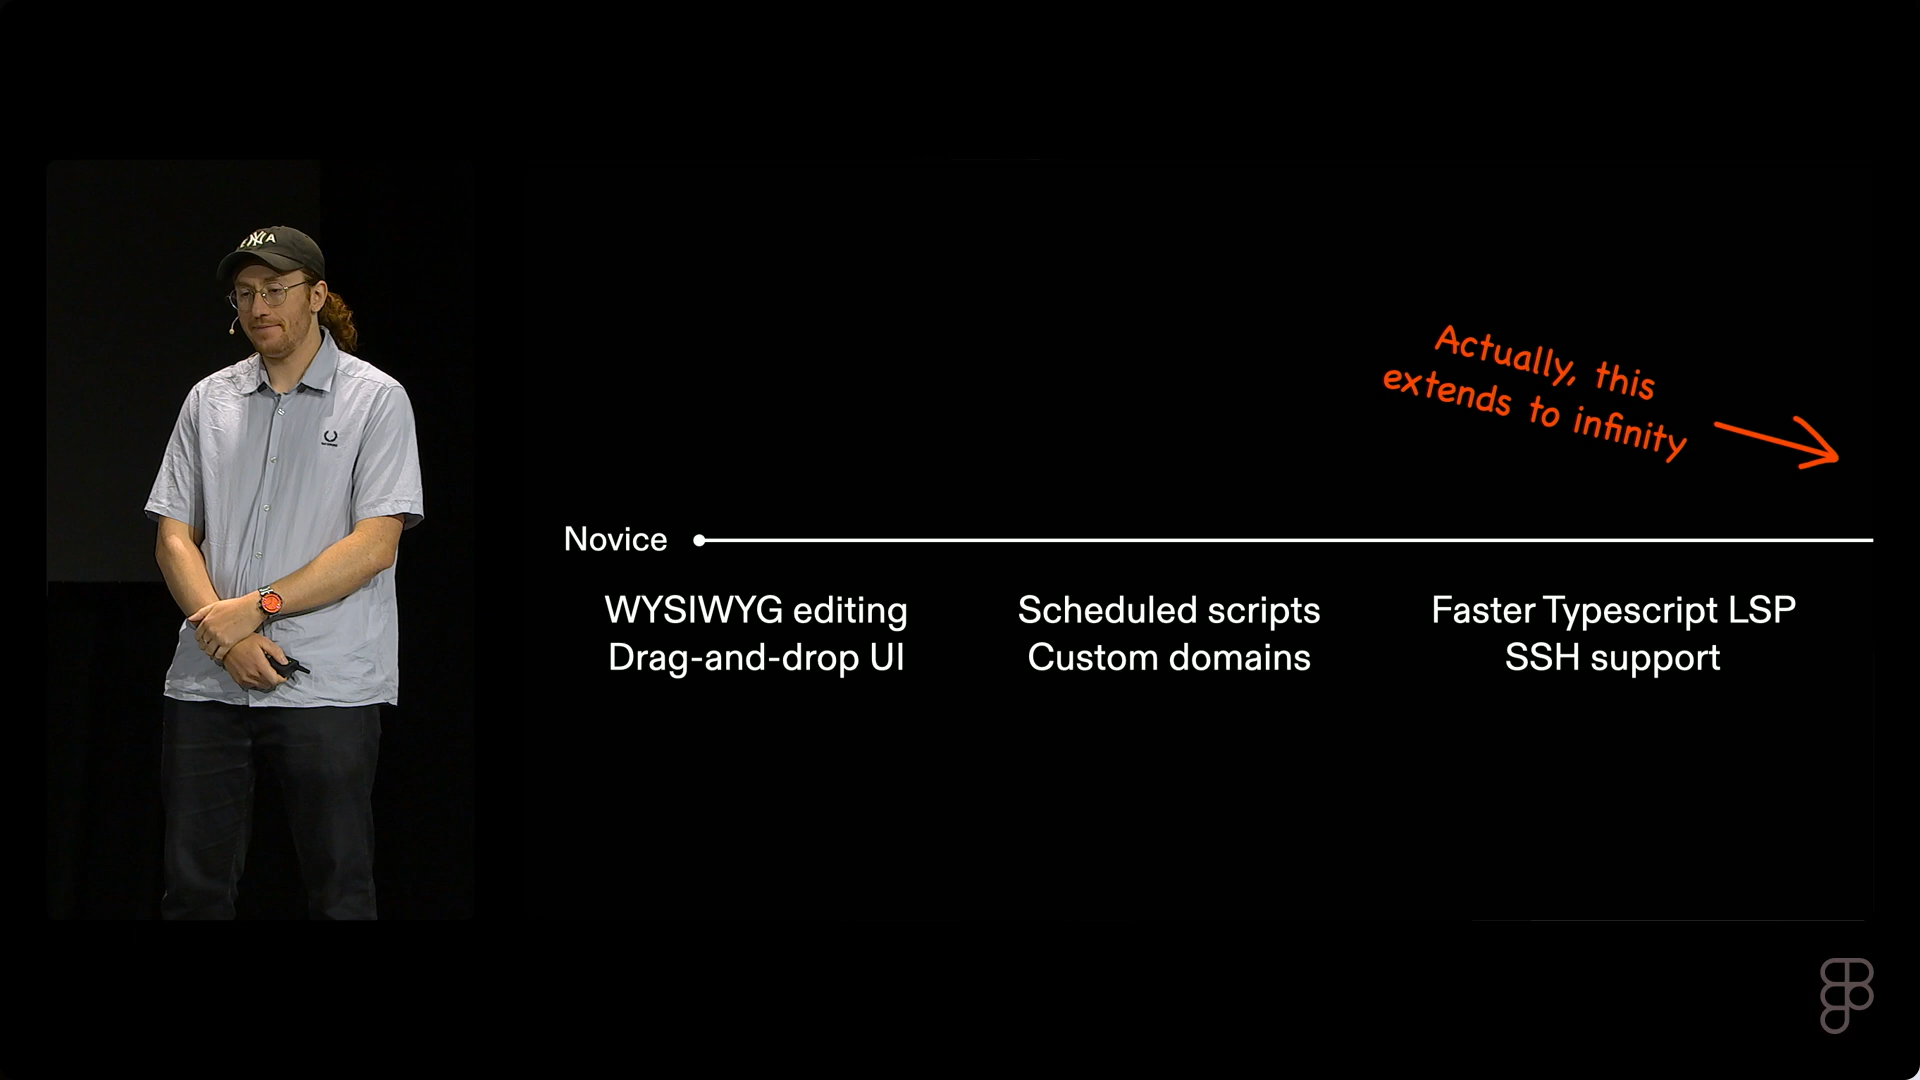 Actually, this
extends to infinity
Novice
WYSIWYG editing
Drag-and-drop UI
Scheduled scripts
Custom domains
Faster Typescript LSP
SSH support